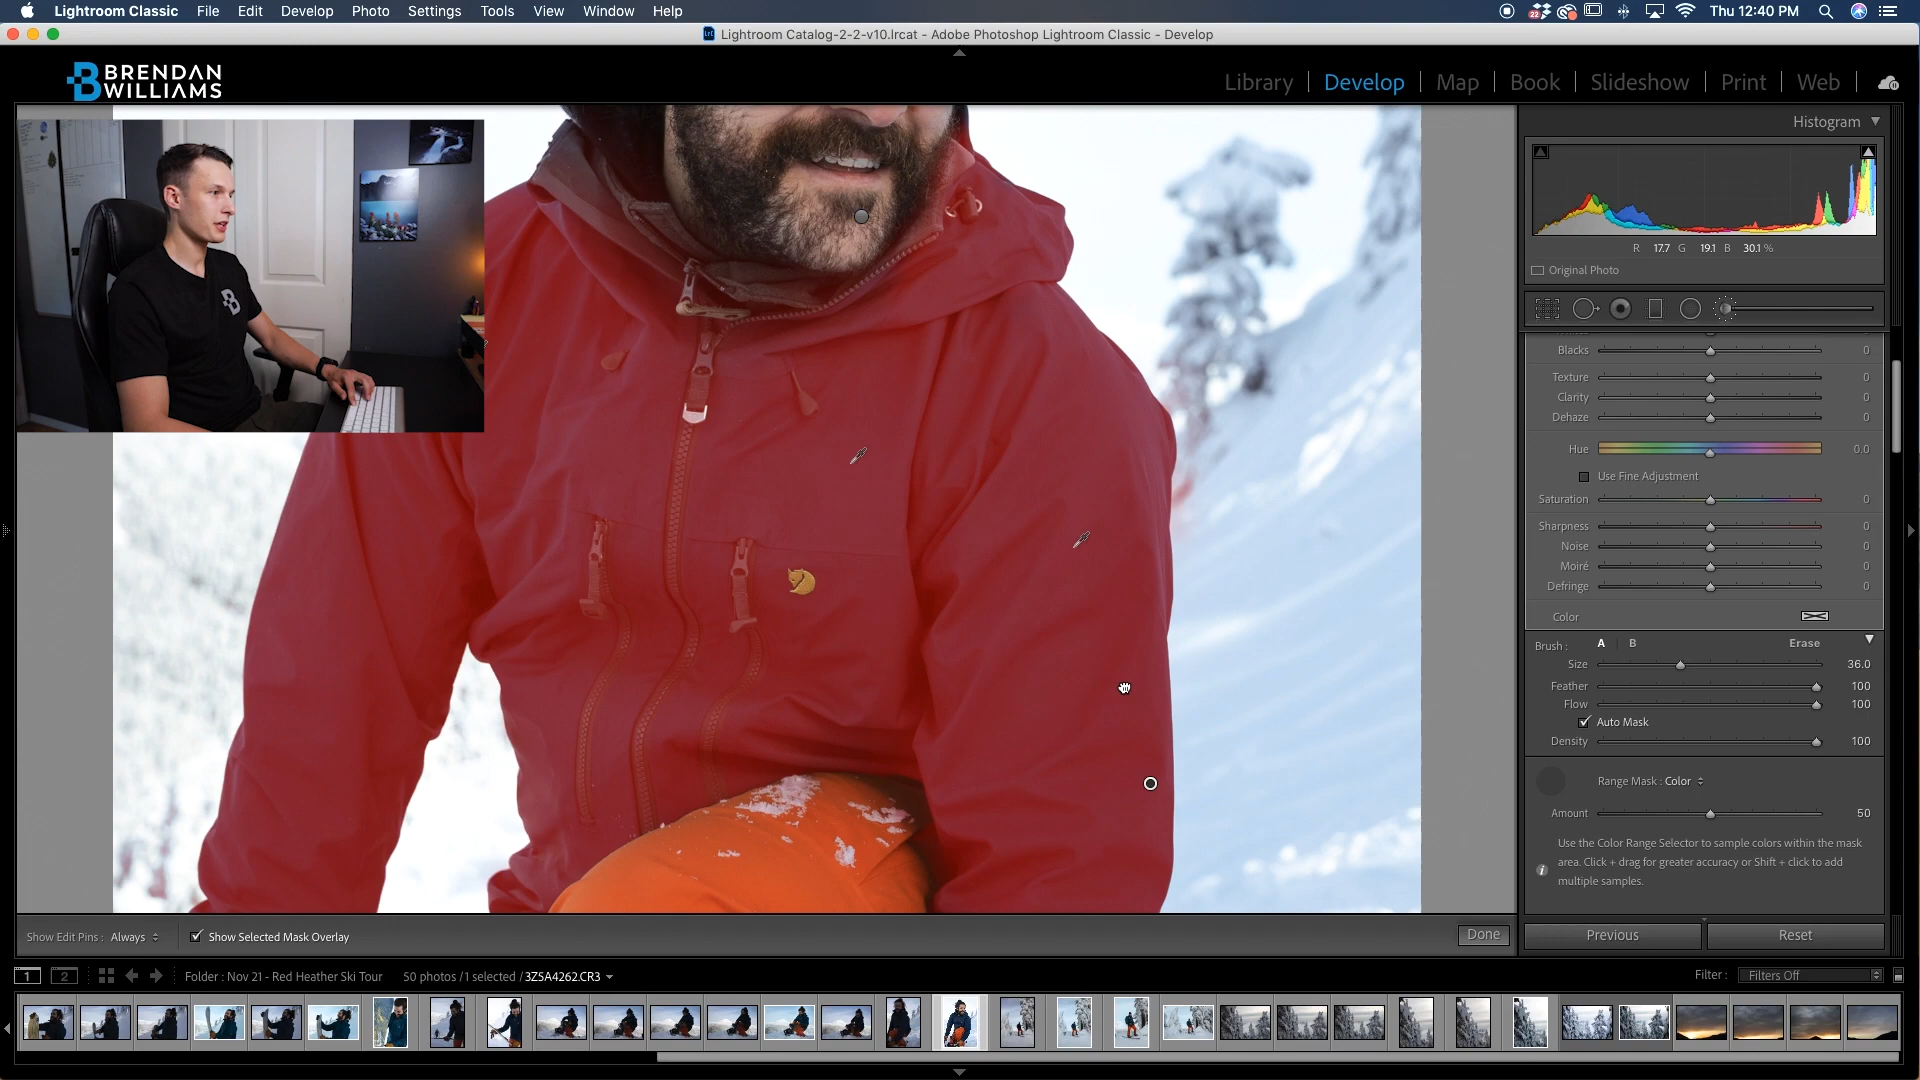 Lightroom Classic File Edit Develop Photo Settings Tools View Window Help
22 Thu 12:40 PM
Lightroom Catalog-2-2-v10.lrcat - Adobe Photoshop Lightroom Classic - Develop
BRENDAN
WILLIAMS
Library Develop Map Book Slideshow Print Web
Histogram
R 17.7 G 19.1 B 30.1 %
Original Photo
Blacks 0
Texture 0
Clarity 0
Dehaze 0
Hue 0.0
Use Fine Adjustment
Saturation 0
Sharpness 0
Noise 0
Moiré 0
Defringe 0
Color
Brush : A B Erase
Size 36.0
Feather 100
Flow 100
Auto Mask
Density 100
Range Mask : Color
Amount 50
Use the Color Range Selector to sample colors within the mask
area. Click + drag for greater accuracy or Shift + click to add
multiple samples.
Show Edit Pins : Always Show Selected Mask Overlay Done
Previous Reset
1 2 Folder : Nov 21 - Red Heather Ski Tour 50 photos / 1 selected / 3Z5A4262.CR3 Filter : Filters Off